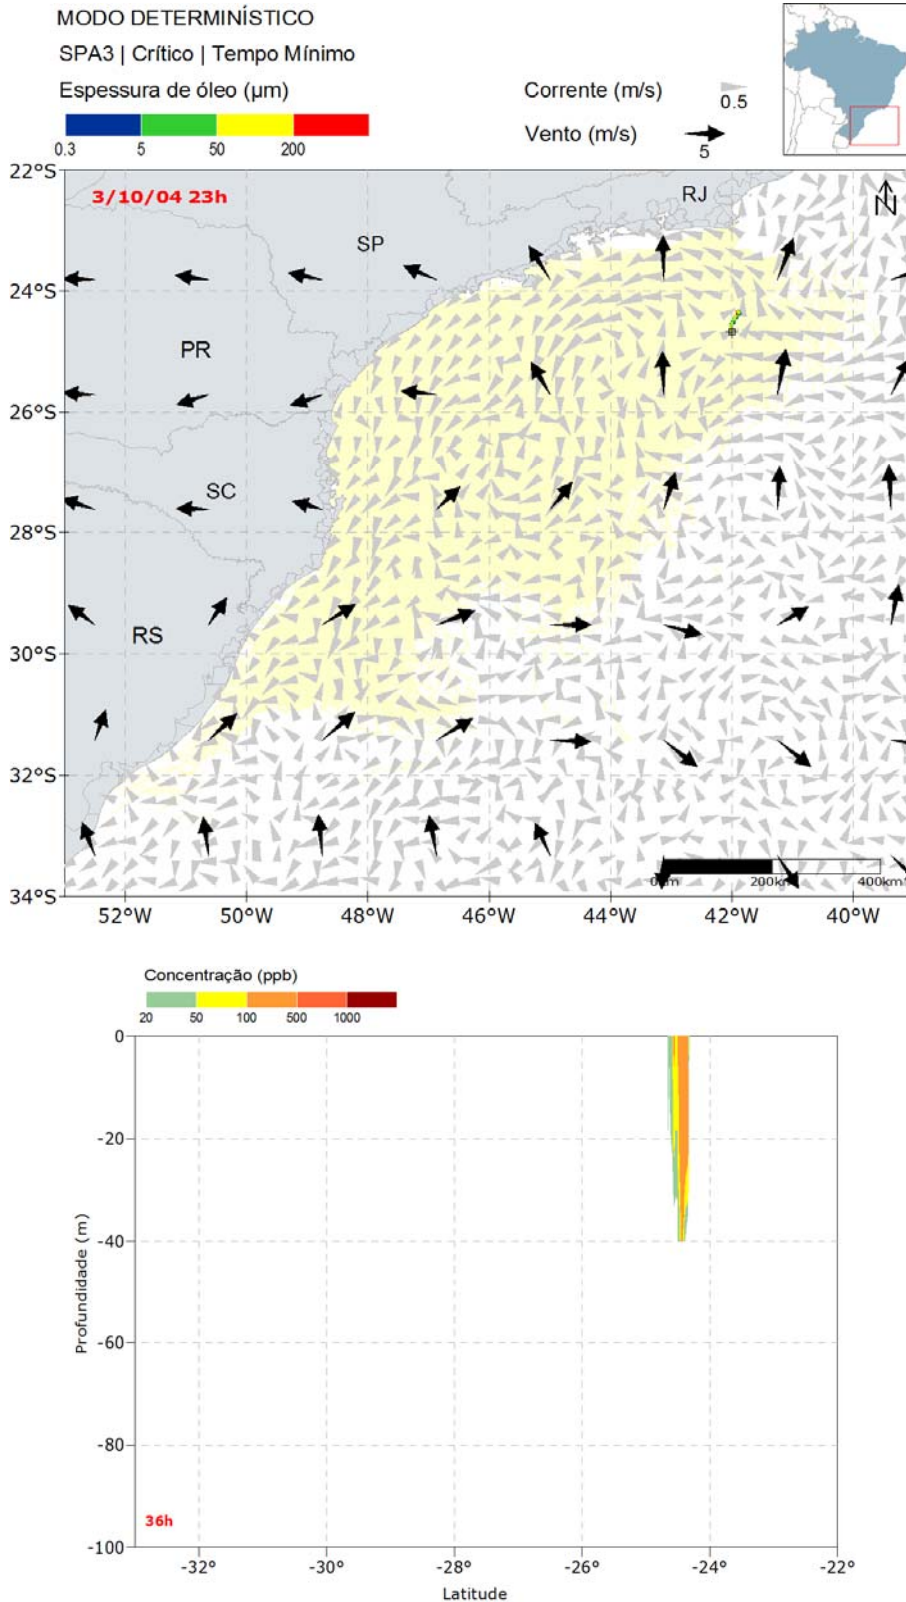 MODO DETERMINÍSTICO
SPA3 | Crítico | Tempo Mínimo
Espessura de óleo (µm)
0.3 5 50 200
Corrente (m/s)
0.5
Vento (m/s)
5
22°S
24°S
26°S
28°S
30°S
32°S
34°S
3/10/04 23h
RJ
N
SP
PR
SC
RS
200km 400km
52°W 50°W 48°W 46°W 44°W 42°W 40°W
Concentração (ppb)
20 50 100 500 1000
0
-20
-40
-60
-80
-100
Profundidade (m)
36h
-32° -30° -28° -26° -24° -22°
Latitude